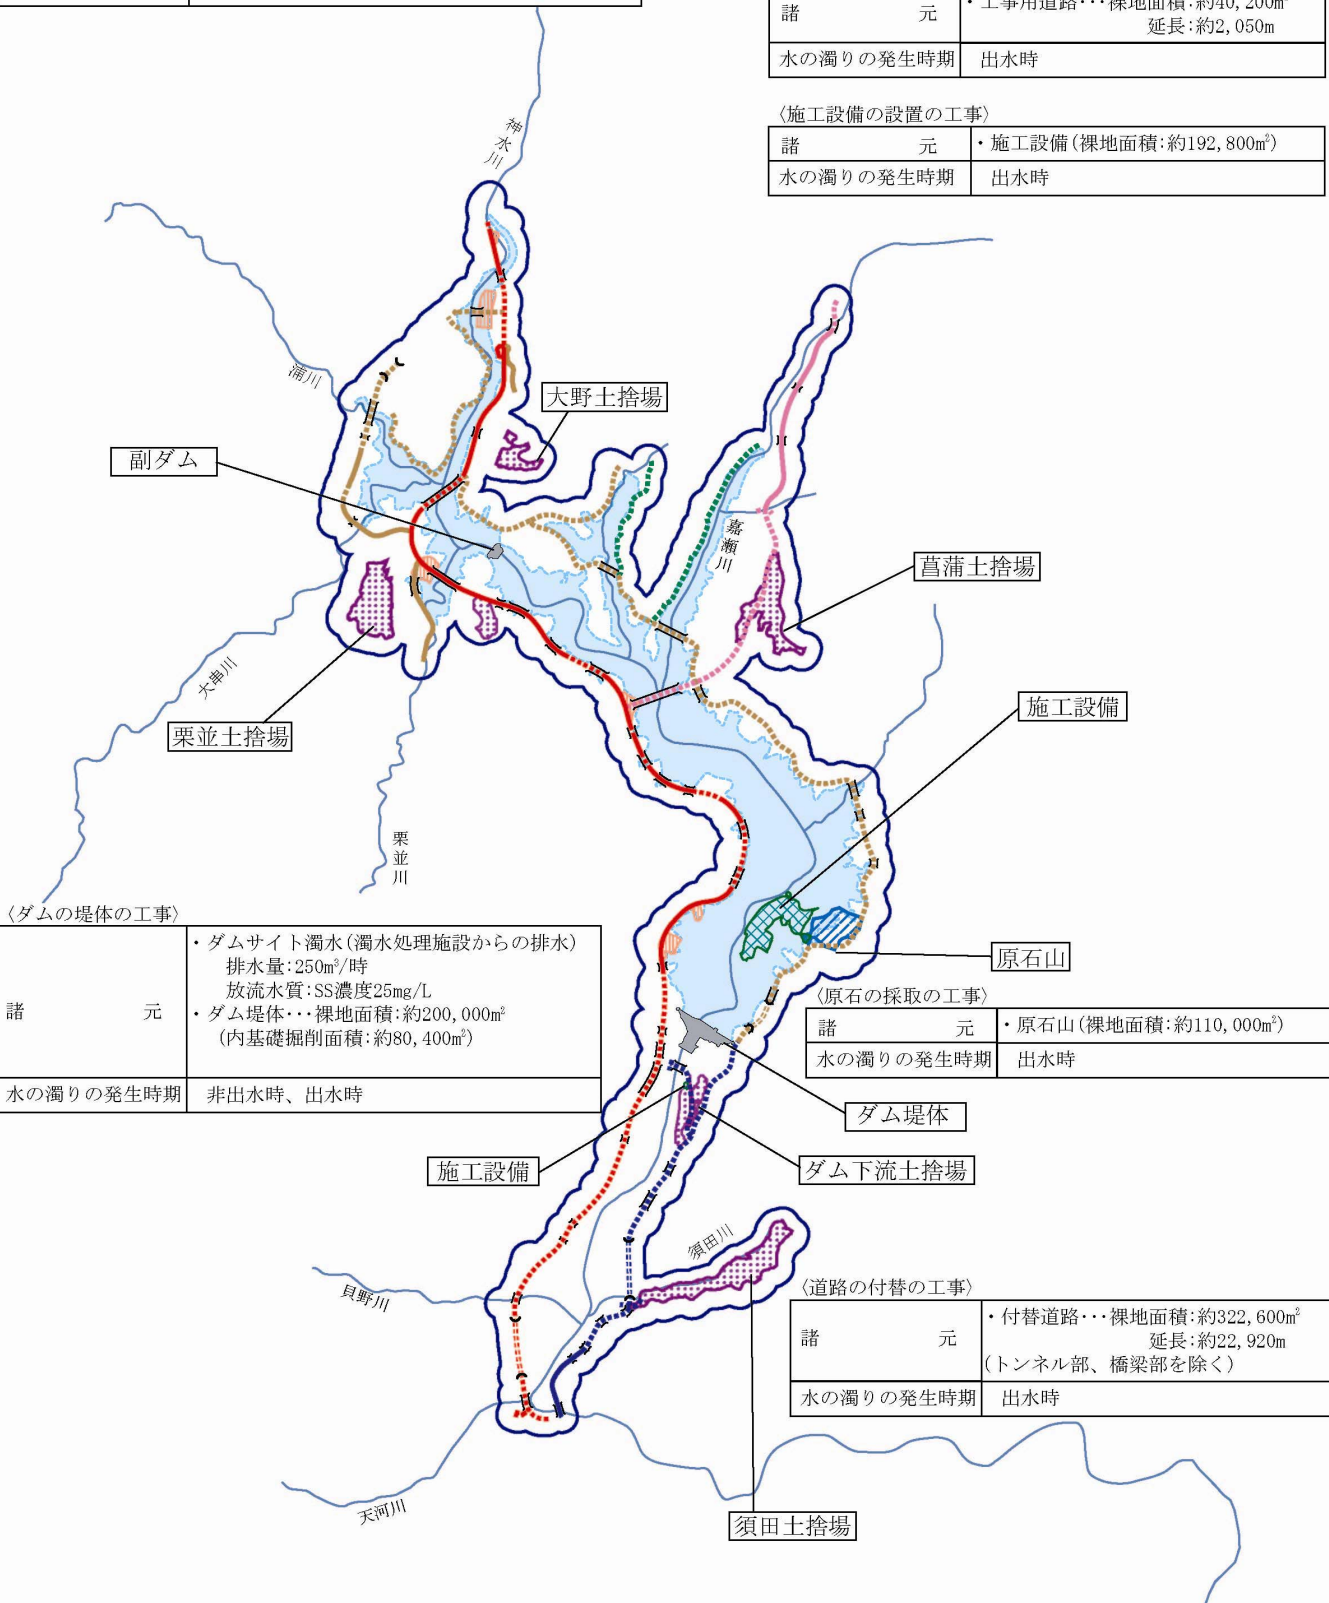 諸　元
・工事用道路･･･裸地面積:約40,200m²
延長:約2,050m
水の濁りの発生時期
出水時
〈施工設備の設置の工事〉
諸　元
・施工設備(裸地面積:約192,800m²)
水の濁りの発生時期
出水時
神水川
浦川
大野土捨場
副ダム
嘉瀬川
菖蒲土捨場
大串川
栗並土捨場
施工設備
栗並川
〈ダムの堤体の工事〉
諸　元
・ダムサイト濁水(濁水処理施設からの排水)
排水量:250m³/時
放流水質:SS濃度25mg/L
・ダム堤体･･･裸地面積:約200,000m²
(内基礎掘削面積:約80,400m²)
水の濁りの発生時期
非出水時、出水時
原石山
〈原石の採取の工事〉
諸　元
・原石山(裸地面積:約110,000m²)
水の濁りの発生時期
出水時
ダム堤体
施工設備
ダム下流土捨場
須田川
貝野川
〈道路の付替の工事〉
諸　元
・付替道路･･･裸地面積:約322,600m²
延長:約22,920m
(トンネル部、橋梁部を除く)
水の濁りの発生時期
出水時
天河川
須田土捨場